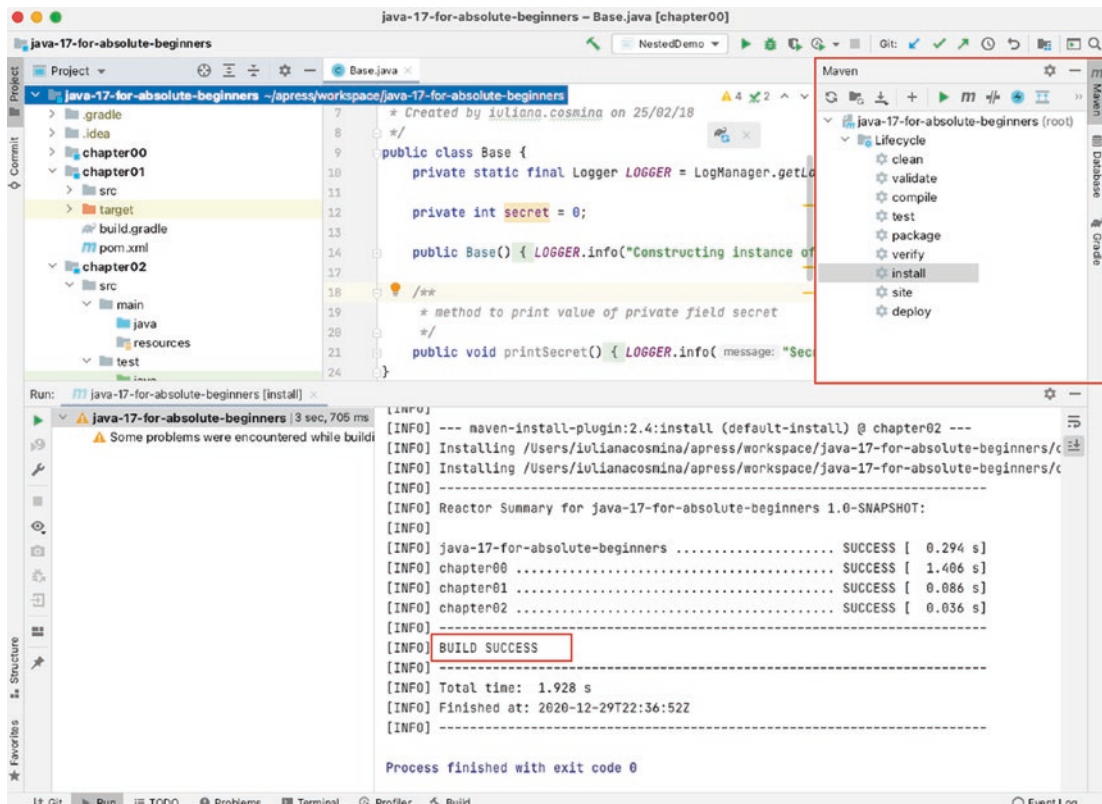 java-17-for-absolute-beginners – Base.java [chapter00]
java-17-for-absolute-beginners
NestedDemo
Git:
Project
Base.java
Maven
java-17-for-absolute-beginners ~/apress/workspace/java-17-for-absolute-beginners
.gradle
.idea
chapter00
chapter01
src
target
build.gradle
pom.xml
chapter02
src
main
java
resources
test
java
4 2
7 * Created by iuliana.cosmina on 25/02/18
8 */
9 public class Base {
10 private static final Logger LOGGER = LogManager.getLo
11
12 private int secret = 0;
13
14 public Base() { LOGGER.info("Constructing instance of
17
18 /**
19 * method to print value of private field secret
20 */
21 public void printSecret() { LOGGER.info( message: "Sec
24 }
java-17-for-absolute-beginners (root)
Lifecycle
clean
validate
compile
test
package
verify
install
site
deploy
Project
Commit
Structure
Favorites
Maven
Database
Gradle
Run: java-17-for-absolute-beginners [install]
java-17-for-absolute-beginners 3 sec, 705 ms
Some problems were encountered while buildi
[INFO]
[INFO] --- maven-install-plugin:2.4:install (default-install) @ chapter02 ---
[INFO] Installing /Users/iulianacosmina/apress/workspace/java-17-for-absolute-beginners/c
[INFO] Installing /Users/iulianacosmina/apress/workspace/java-17-for-absolute-beginners/c
[INFO] ------------------------------------------------------------------------
[INFO] Reactor Summary for java-17-for-absolute-beginners 1.0-SNAPSHOT:
[INFO]
[INFO] java-17-for-absolute-beginners ..................... SUCCESS [ 0.294 s]
[INFO] chapter00 .......................................... SUCCESS [ 1.406 s]
[INFO] chapter01 .......................................... SUCCESS [ 0.086 s]
[INFO] chapter02 .......................................... SUCCESS [ 0.036 s]
[INFO] ------------------------------------------------------------------------
[INFO] BUILD SUCCESS
[INFO] ------------------------------------------------------------------------
[INFO] Total time: 1.928 s
[INFO] Finished at: 2020-12-29T22:36:52Z
[INFO] ------------------------------------------------------------------------
Process finished with exit code 0
Git Run TODO Problems Terminal Profiler Build Event Log